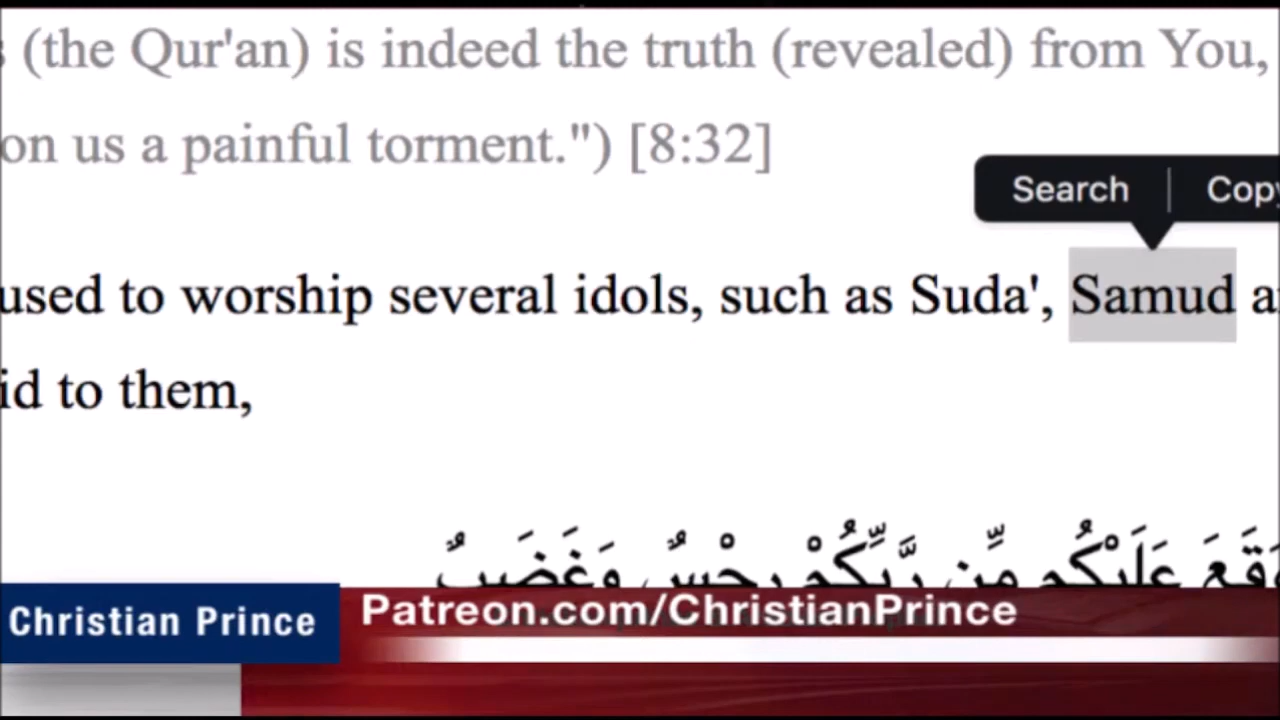 (the Qur'an) is indeed the truth (revealed) from You,
on us a painful torment.") [8:32]
Search
used to worship several idols, such as Suda', Samud
to them,
عَلَيْكُم مِّن رَّبِّكُمْ رِجْسٌ وَغَضَبٌ
Christian Prince
Patreon.com/ChristianPrince